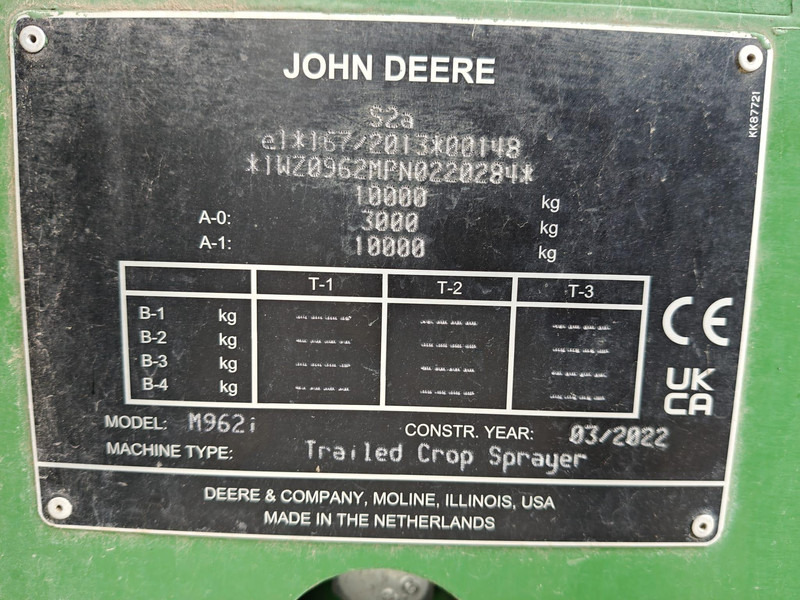 JOHN DEERE
KK87721
S2a
e1*167/2013*00148
*1WZ0962MPN0220284*
10000 kg
A-0: 3000 kg
A-1: 10000 kg
T-1 T-2 T-3
B-1 kg --.--.--.-- --.--.--.-- --.--.--.--
B-2 kg --.--.--.-- --.--.--.-- --.--.--.--
B-3 kg --.--.--.-- --.--.--.-- --.--.--.--
B-4 kg --.--.--.-- --.--.--.-- --.--.--.--
CE
UK
CA
MODEL: M962i CONSTR. YEAR: 03/2022
MACHINE TYPE: Trailed Crop Sprayer
DEERE & COMPANY, MOLINE, ILLINOIS, USA
MADE IN THE NETHERLANDS